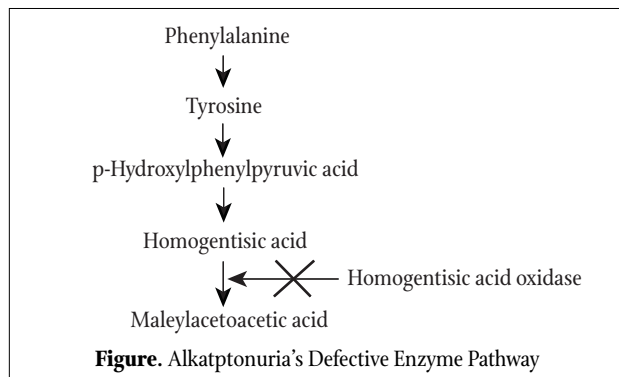 Phenylalanine
Tyrosine
p-Hydroxylphenylpyruvic acid
Homogentisic acid
Homogentisic acid oxidase
Maleylacetoacetic acid
Figure. Alkatptonuria's Defective Enzyme Pathway